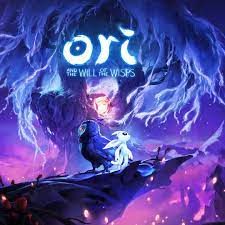 ori
AND THE WILL OF THE WISPS